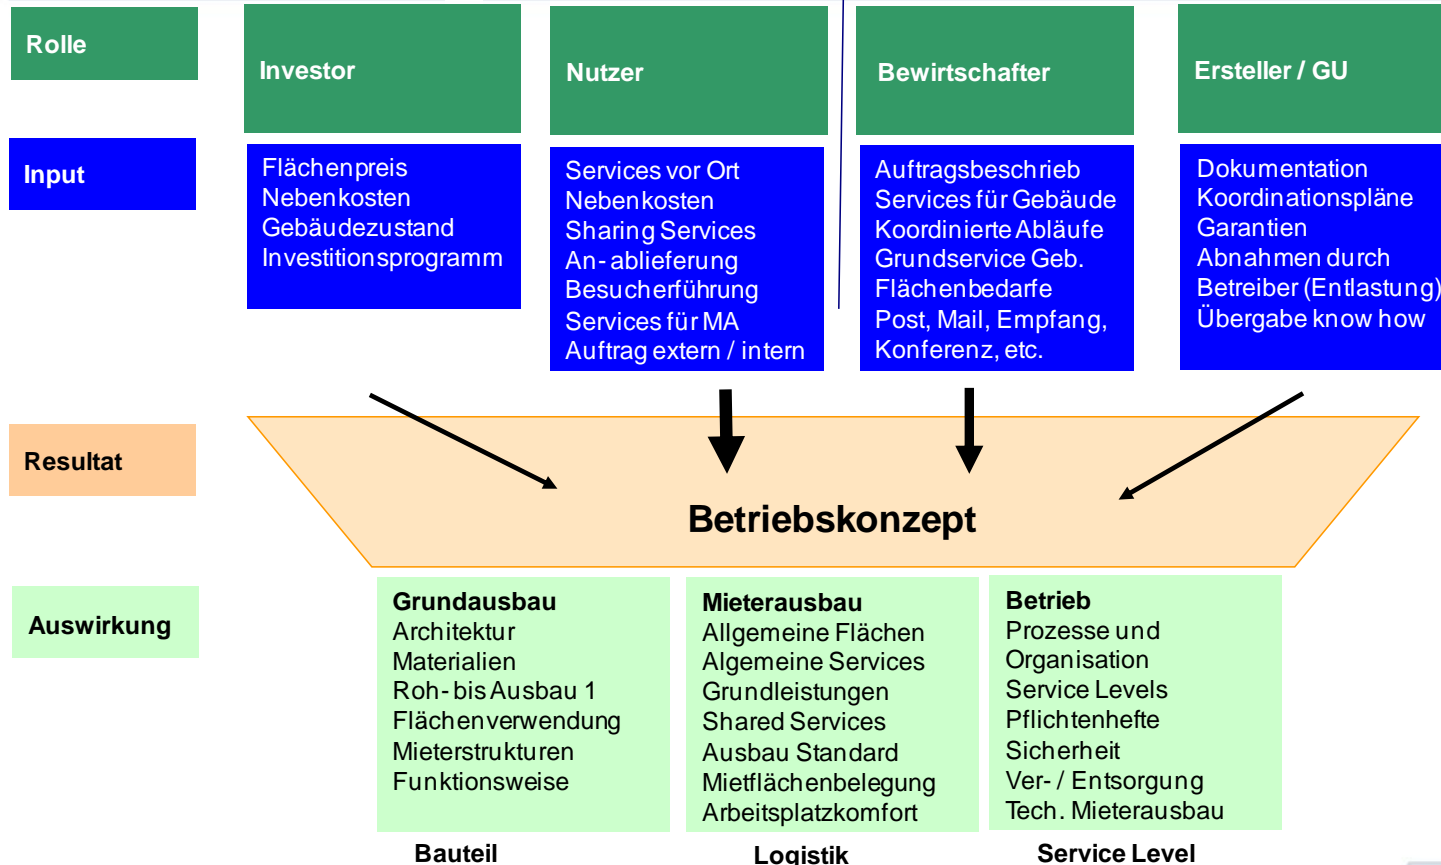 Rolle
Investor
Nutzer
Bewirtschafter
Ersteller / GU
Input
Flächenpreis
Nebenkosten
Gebäudezustand
Investitionsprogramm
Services vor Ort
Nebenkosten
Sharing Services
An- ablieferung
Besucherführung
Services für MA
Auftrag extern / intern
Auftragsbeschrieb
Services für Gebäude
Koordinierte Abläufe
Grundservice Geb.
Flächenbedarfe
Post, Mail, Empfang,
Konferenz, etc.
Dokumentation
Koordinationspläne
Garantien
Abnahmen durch
Betreiber (Entlastung)
Übergabe know how
Resultat
Betriebskonzept
Auswirkung
Grundausbau
Architektur
Materialien
Roh- bis Ausbau 1
Flächenverwendung
Mieterstrukturen
Funktionsweise
Mieterausbau
Allgemeine Flächen
Algemeine Services
Grundleistungen
Shared Services
Ausbau Standard
Mietflächenbelegung
Arbeitsplatzkomfort
Betrieb
Prozesse und
Organisation
Service Levels
Pflichtenhefte
Sicherheit
Ver- / Entsorgung
Tech. Mieterausbau
Bauteil
Logistik
Service Level